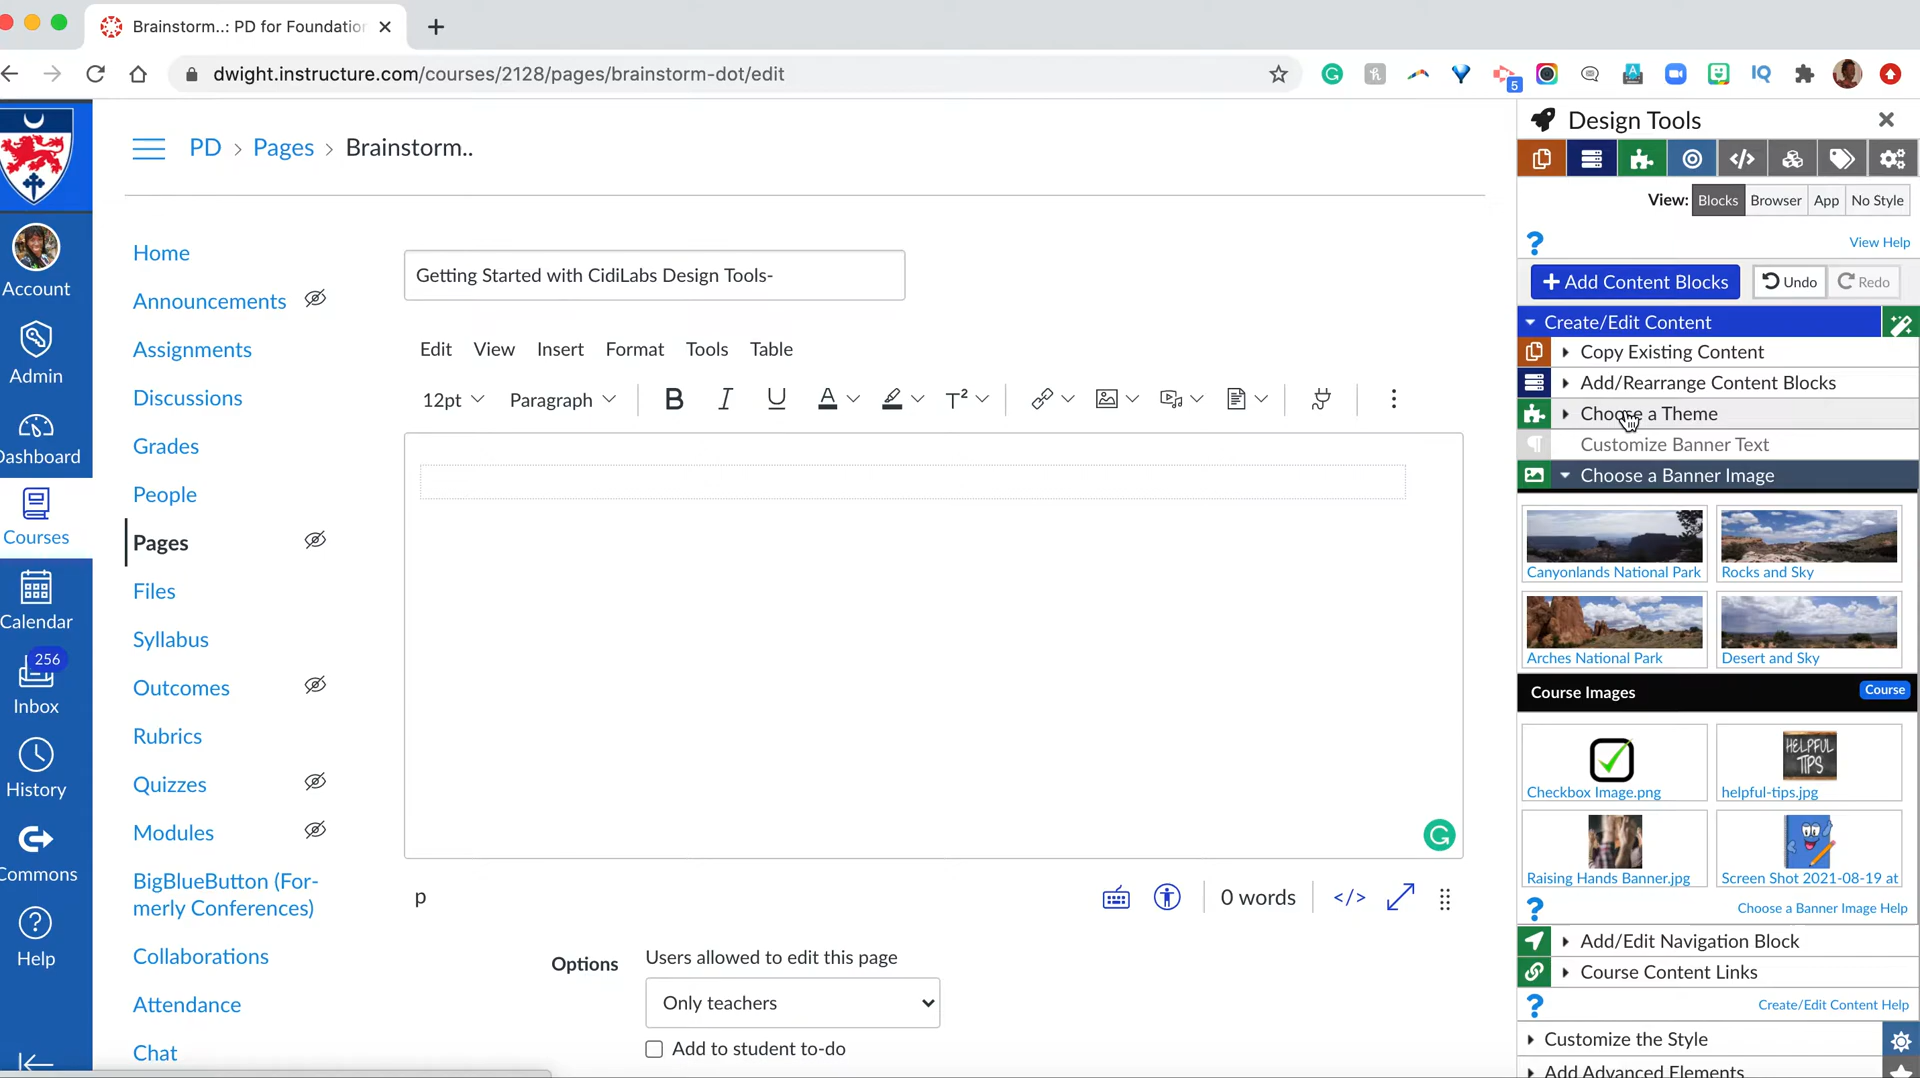 Brainstorm..: PD for Foundatio
dwight.instructure.com/courses/2128/pages/brainstorm-dot/edit
5
Account
Admin
Dashboard
Courses
Calendar
256
Inbox
History
Commons
Help
PD > Pages > Brainstorm..
Home
Announcements
Assignments
Discussions
Grades
People
Pages
Files
Syllabus
Outcomes
Rubrics
Quizzes
Modules
BigBlueButton (For-
merly Conferences)
Collaborations
Attendance
Chat
Getting Started with CidiLabs Design Tools-
Edit View Insert Format Tools Table
12pt Paragraph B I U A T²
p
0 words </>
Options
Users allowed to edit this page
Only teachers
Add to student to-do
Design Tools
View: Blocks Browser App No Style
? View Help
+ Add Content Blocks Undo Redo
Create/Edit Content
Copy Existing Content
Add/Rearrange Content Blocks
Choose a Theme
Customize Banner Text
Choose a Banner Image
Canyonlands National Park
Rocks and Sky
Arches National Park
Desert and Sky
Course Images Course
HELPFUL
TIPS
Checkbox Image.png
helpful-tips.jpg
Raising Hands Banner.jpg
Screen Shot 2021-08-19 at
? Choose a Banner Image Help
Add/Edit Navigation Block
Course Content Links
? Create/Edit Content Help
Customize the Style
Add Advanced Elements